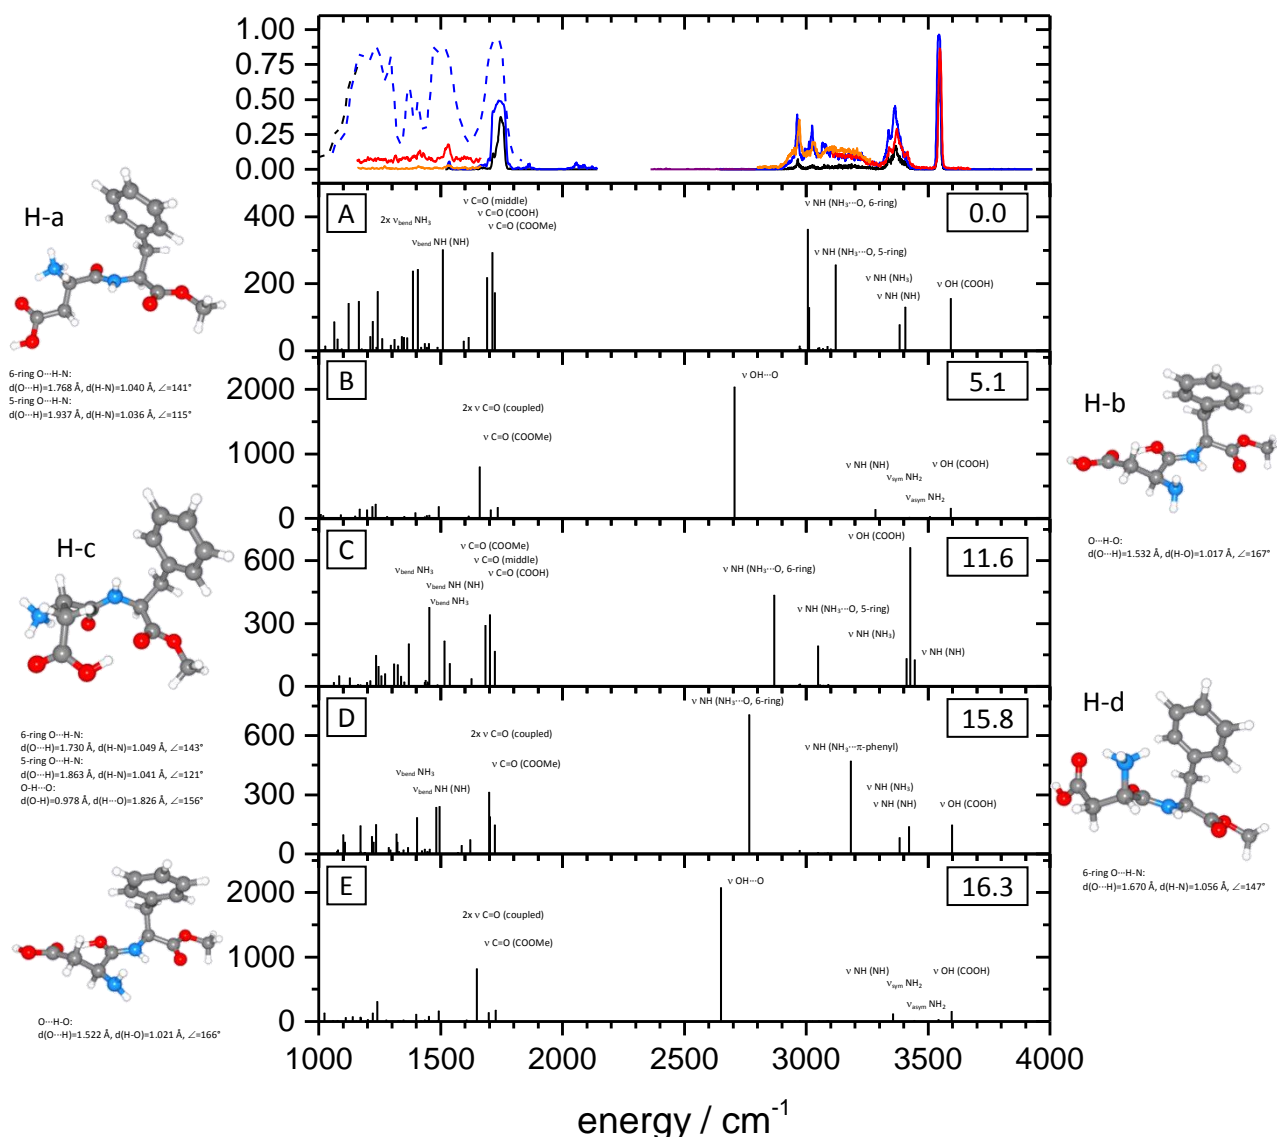 1.00
0.75
0.50
0.25
0.00
H-a
6-ring O···H-N:
d(O···H)=1.768 Å, d(H-N)=1.040 Å, ∠=141°
5-ring O···H-N:
d(O···H)=1.937 Å, d(H-N)=1.036 Å, ∠=115°
A
0.0
400
200
0
2x ν_bend NH₃
ν_bend NH (NH)
ν C=O (middle)
ν C=O (COOH)
ν C=O (COOMe)
ν NH (NH₃···O, 6-ring)
ν NH (NH₃···O, 5-ring)
ν NH (NH₃)
ν NH (NH)
ν OH (COOH)
B
5.1
2000
1000
0
2x ν C=O (coupled)
ν C=O (COOMe)
ν OH···O
ν NH (NH)
ν_sym NH₂
ν_asym NH₂
ν OH (COOH)
H-b
O···H-O:
d(O···H)=1.532 Å, d(H-O)=1.017 Å, ∠=167°
H-c
6-ring O···H-N:
d(O···H)=1.730 Å, d(H-N)=1.049 Å, ∠=143°
5-ring O···H-N:
d(O···H)=1.863 Å, d(H-N)=1.041 Å, ∠=121°
O-H···O:
d(O-H)=0.978 Å, d(H···O)=1.826 Å, ∠=156°
C
11.6
600
300
0
ν_bend NH₃
ν_bend NH (NH)
ν_bend NH₃
ν C=O (COOMe)
ν C=O (middle)
ν C=O (COOH)
ν NH (NH₃···O, 6-ring)
ν NH (NH₃···O, 5-ring)
ν OH (COOH)
ν NH (NH₃)
ν NH (NH)
D
15.8
600
300
0
ν_bend NH₃
ν_bend NH (NH)
2x ν C=O (coupled)
ν C=O (COOMe)
ν NH (NH₃···O, 6-ring)
ν NH (NH₃···π-phenyl)
ν NH (NH₃)
ν NH (NH)
ν OH (COOH)
H-d
6-ring O···H-N:
d(O···H)=1.670 Å, d(H-N)=1.056 Å, ∠=147°
E
16.3
2000
1000
0
2x ν C=O (coupled)
ν C=O (COOMe)
ν OH···O
ν NH (NH)
ν_sym NH₂
ν_asym NH₂
ν OH (COOH)
O···H-O:
d(O···H)=1.522 Å, d(H-O)=1.021 Å, ∠=166°
1000 1500 2000 2500 3000 3500 4000
energy / cm⁻¹